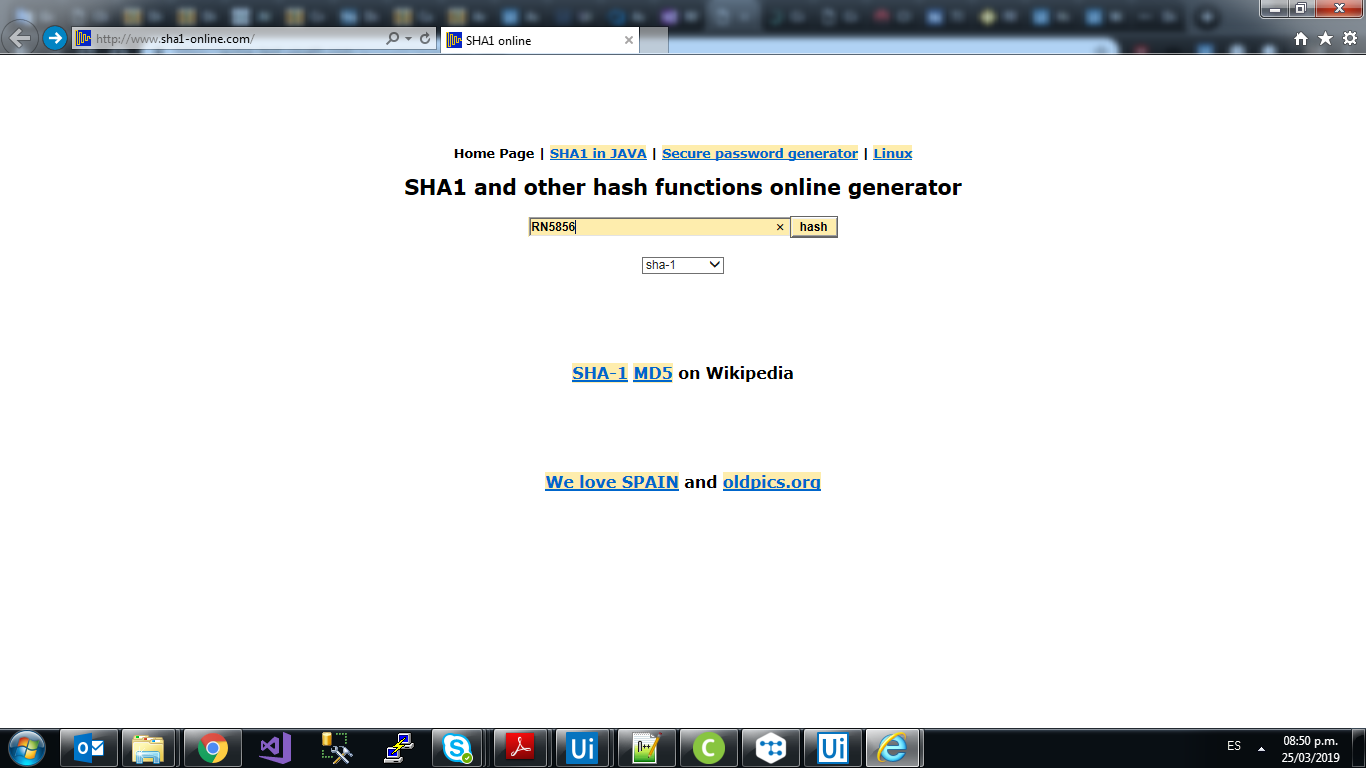 http://www.sha1-online.com/
SHA1 online
Home Page | SHA1 in JAVA | Secure password generator | Linux
SHA1 and other hash functions online generator
RN5856 × hash
sha-1
SHA-1 MD5 on Wikipedia
We love SPAIN and oldpics.org
ES
08:50 p.m.
25/03/2019